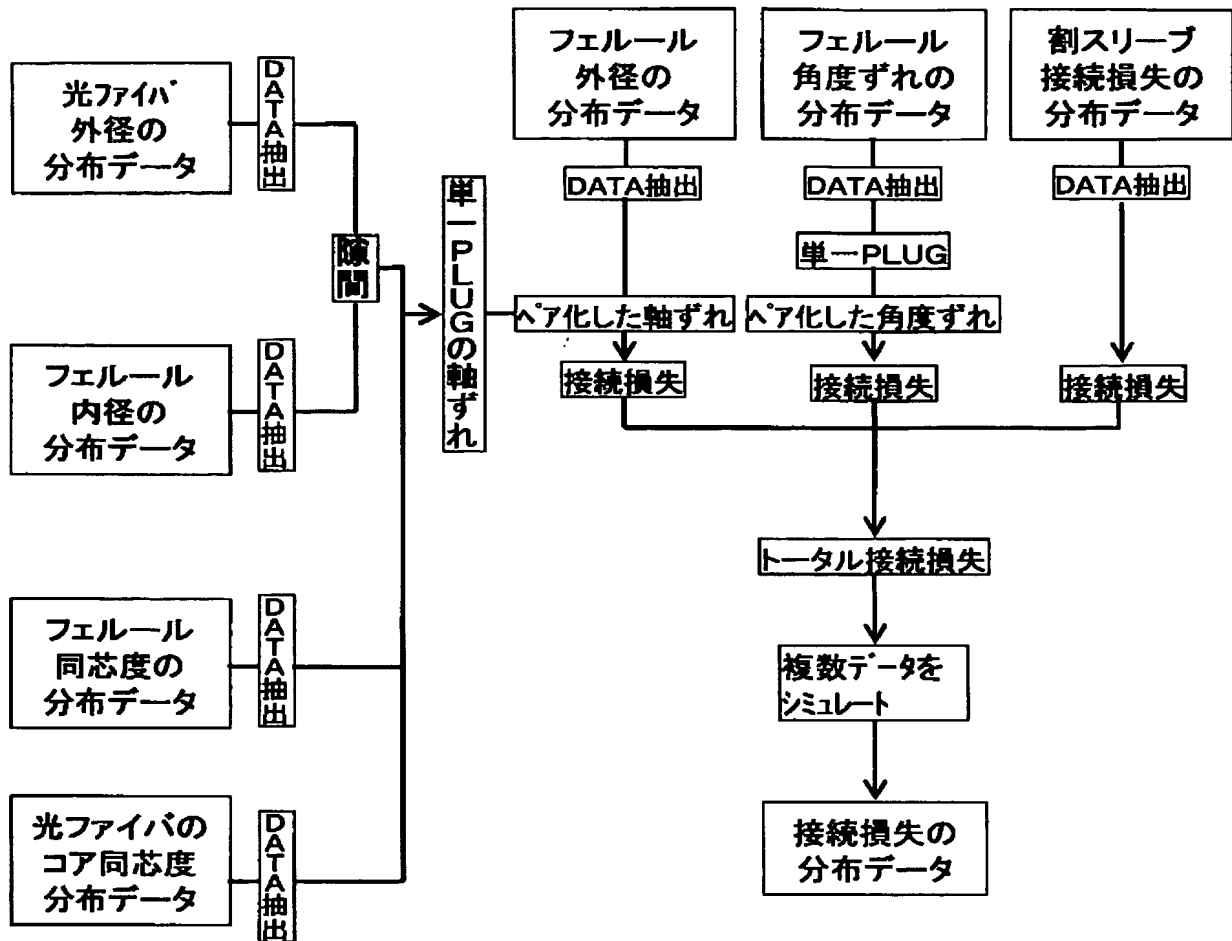 光ファイバ
外径の
分布データ
DATA抽出
フェルール
内径の
分布データ
DATA抽出
隙間
フェルール
同芯度の
分布データ
DATA抽出
光ファイバの
コア同芯度
分布データ
DATA抽出
単一PLUGの軸ずれ
フェルール
外径の
分布データ
DATA抽出
ペア化した軸ずれ
接続損失
フェルール
角度ずれの
分布データ
DATA抽出
単一PLUG
ペア化した角度ずれ
接続損失
割スリーブ
接続損失の
分布データ
DATA抽出
接続損失
トータル接続損失
複数データを
シミュレート
接続損失の
分布データ